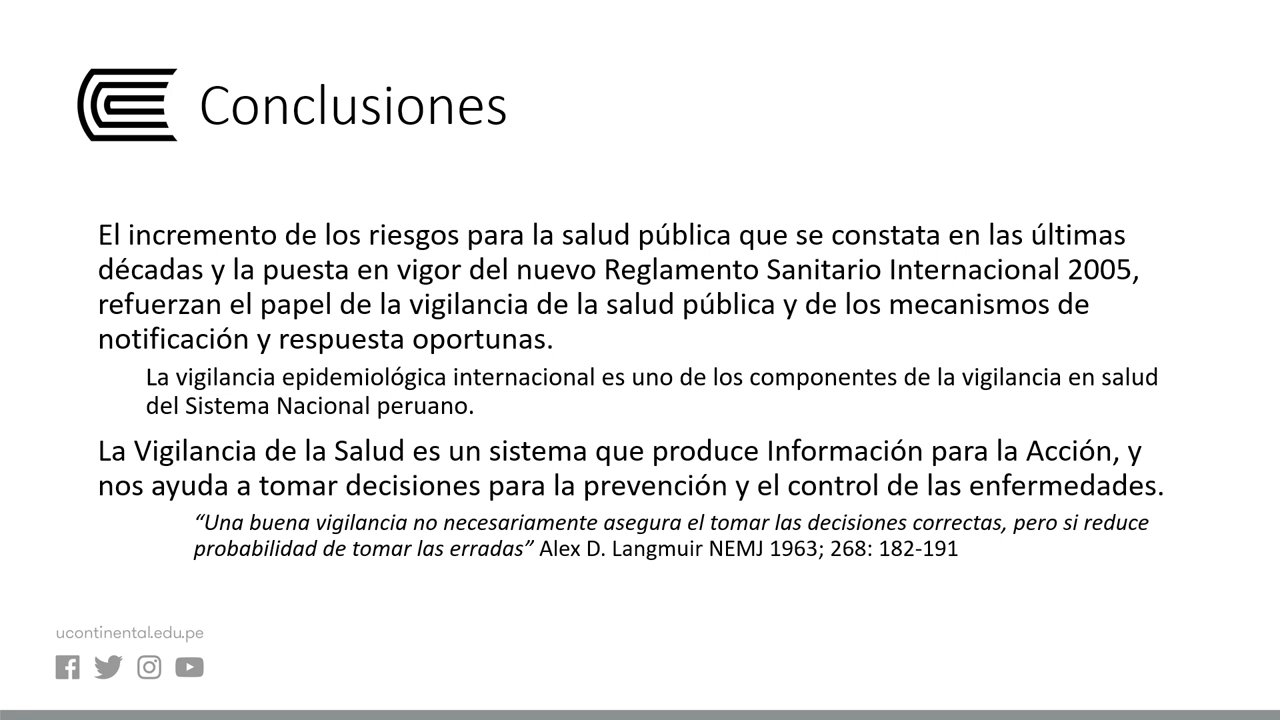 Conclusiones
El incremento de los riesgos para la salud pública que se constata en las últimas
décadas y la puesta en vigor del nuevo Reglamento Sanitario Internacional 2005,
refuerzan el papel de la vigilancia de la salud pública y de los mecanismos de
notificación y respuesta oportunas.
La vigilancia epidemiológica internacional es uno de los componentes de la vigilancia en salud
del Sistema Nacional peruano.
La Vigilancia de la Salud es un sistema que produce Información para la Acción, y
nos ayuda a tomar decisiones para la prevención y el control de las enfermedades.
“Una buena vigilancia no necesariamente asegura el tomar las decisiones correctas, pero si reduce
probabilidad de tomar las erradas” Alex D. Langmuir NEMJ 1963; 268: 182-191
ucontinental.edu.pe